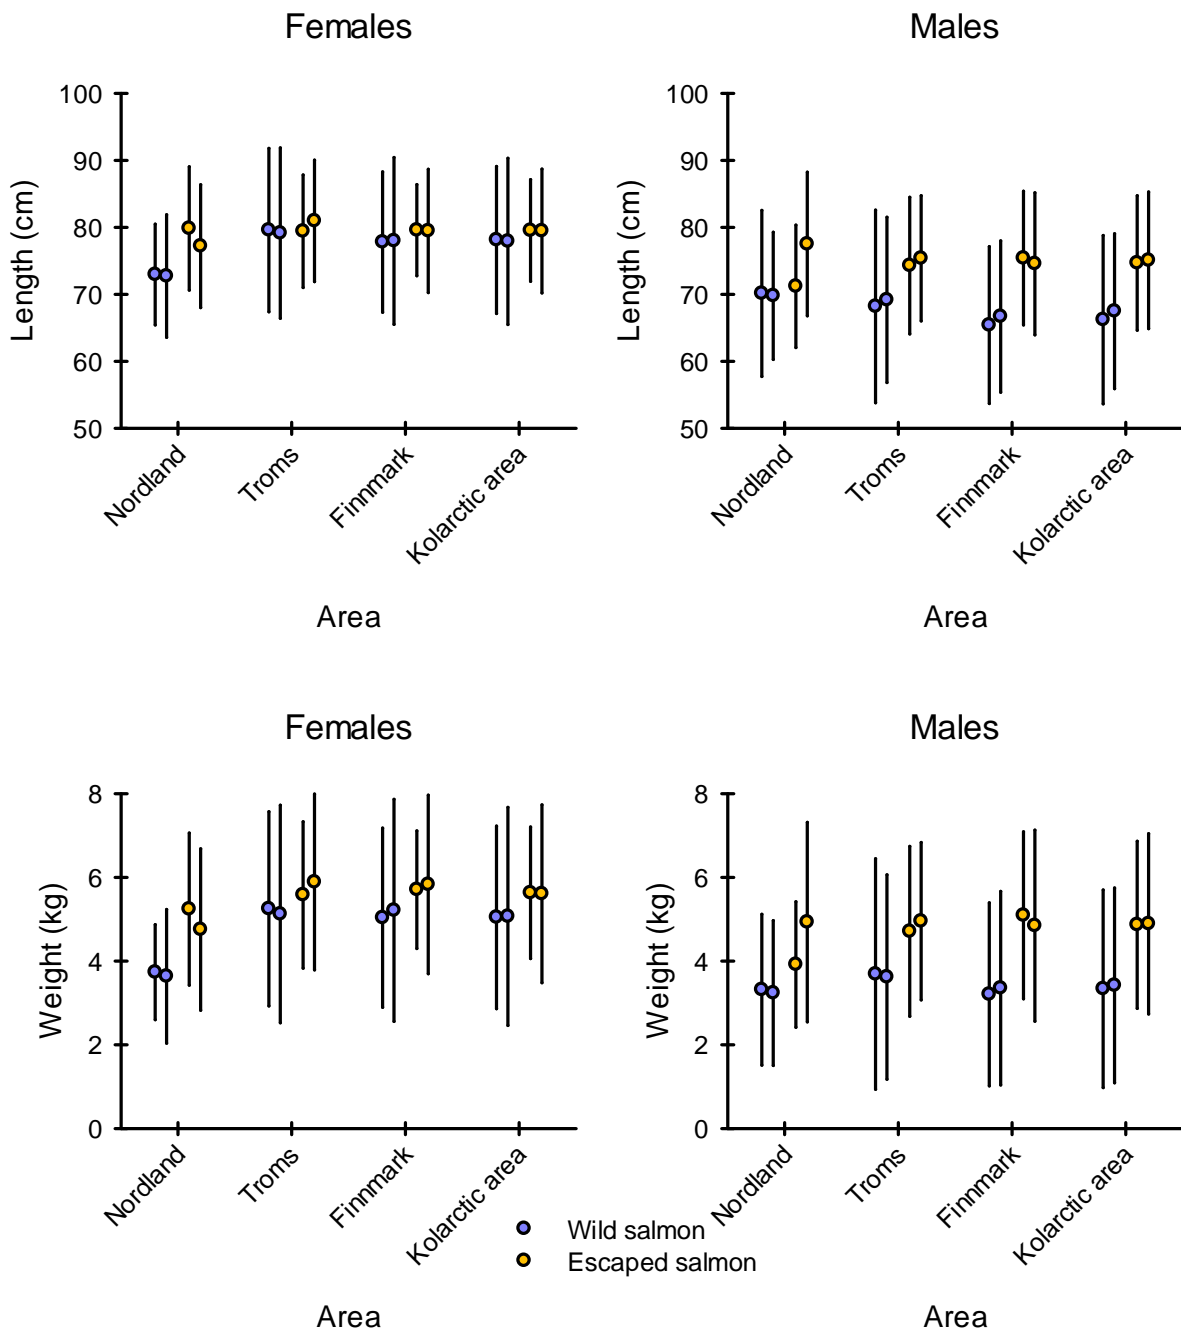 Females
Males
100
90
80
70
60
50
Length (cm)
Nordland
Troms
Finnmark
Kolarctic area
Area
100
90
80
70
60
50
Length (cm)
Nordland
Troms
Finnmark
Kolarctic area
Area
Females
Males
8
6
4
2
0
Weight (kg)
Nordland
Troms
Finnmark
Kolarctic area
Area
8
6
4
2
0
Weight (kg)
Nordland
Troms
Finnmark
Kolarctic area
Area
Wild salmon
Escaped salmon